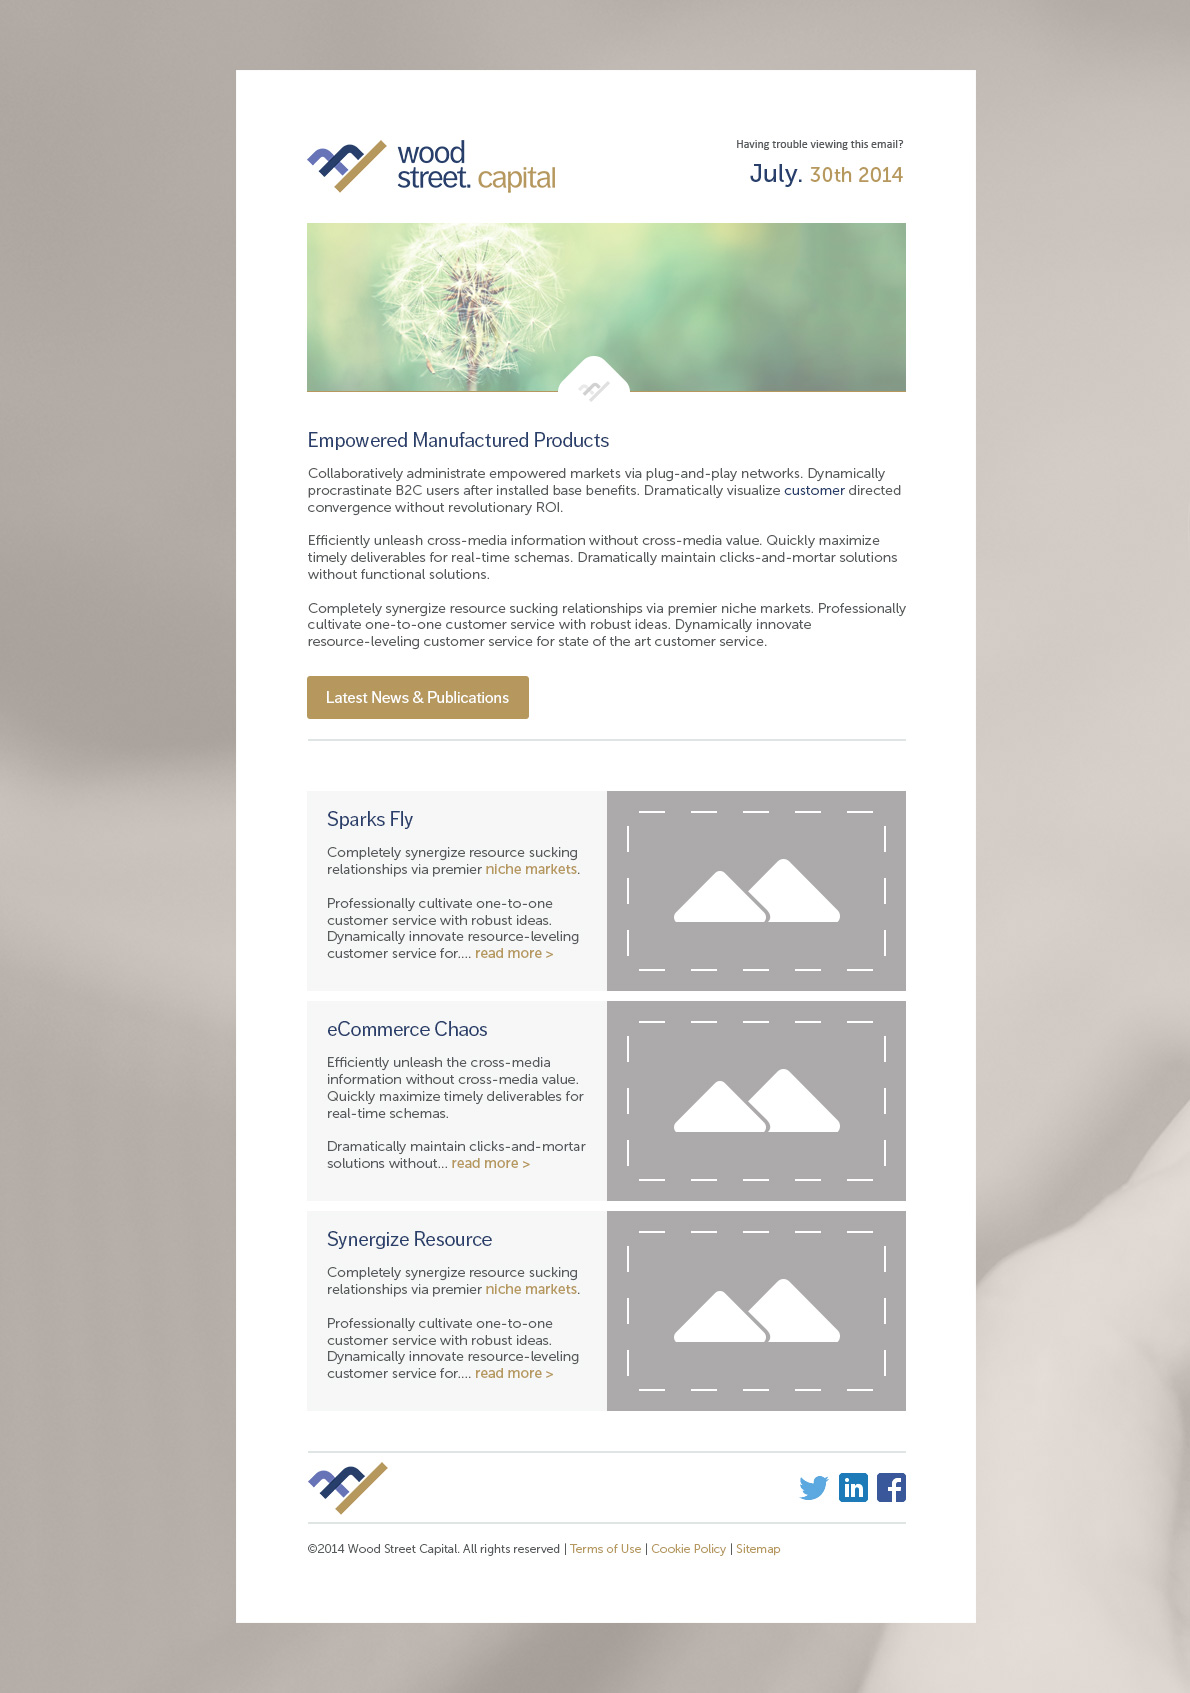 wood
street. capital
Having trouble viewing this email?
July. 30th 2014
Empowered Manufactured Products
Collaboratively administrate empowered markets via plug-and-play networks. Dynamically
procrastinate B2C users after installed base benefits. Dramatically visualize customer directed
convergence without revolutionary ROI.
Efficiently unleash cross-media information without cross-media value. Quickly maximize
timely deliverables for real-time schemas. Dramatically maintain clicks-and-mortar solutions
without functional solutions.
Completely synergize resource sucking relationships via premier niche markets. Professionally
cultivate one-to-one customer service with robust ideas. Dynamically innovate
resource-leveling customer service for state of the art customer service.
Latest News & Publications
Sparks Fly
Completely synergize resource sucking
relationships via premier niche markets.
Professionally cultivate one-to-one
customer service with robust ideas.
Dynamically innovate resource-leveling
customer service for.... read more >
eCommerce Chaos
Efficiently unleash the cross-media
information without cross-media value.
Quickly maximize timely deliverables for
real-time schemas.
Dramatically maintain clicks-and-mortar
solutions without... read more >
Synergize Resource
Completely synergize resource sucking
relationships via premier niche markets.
Professionally cultivate one-to-one
customer service with robust ideas.
Dynamically innovate resource-leveling
customer service for.... read more >
©2014 Wood Street Capital. All rights reserved | Terms of Use | Cookie Policy | Sitemap